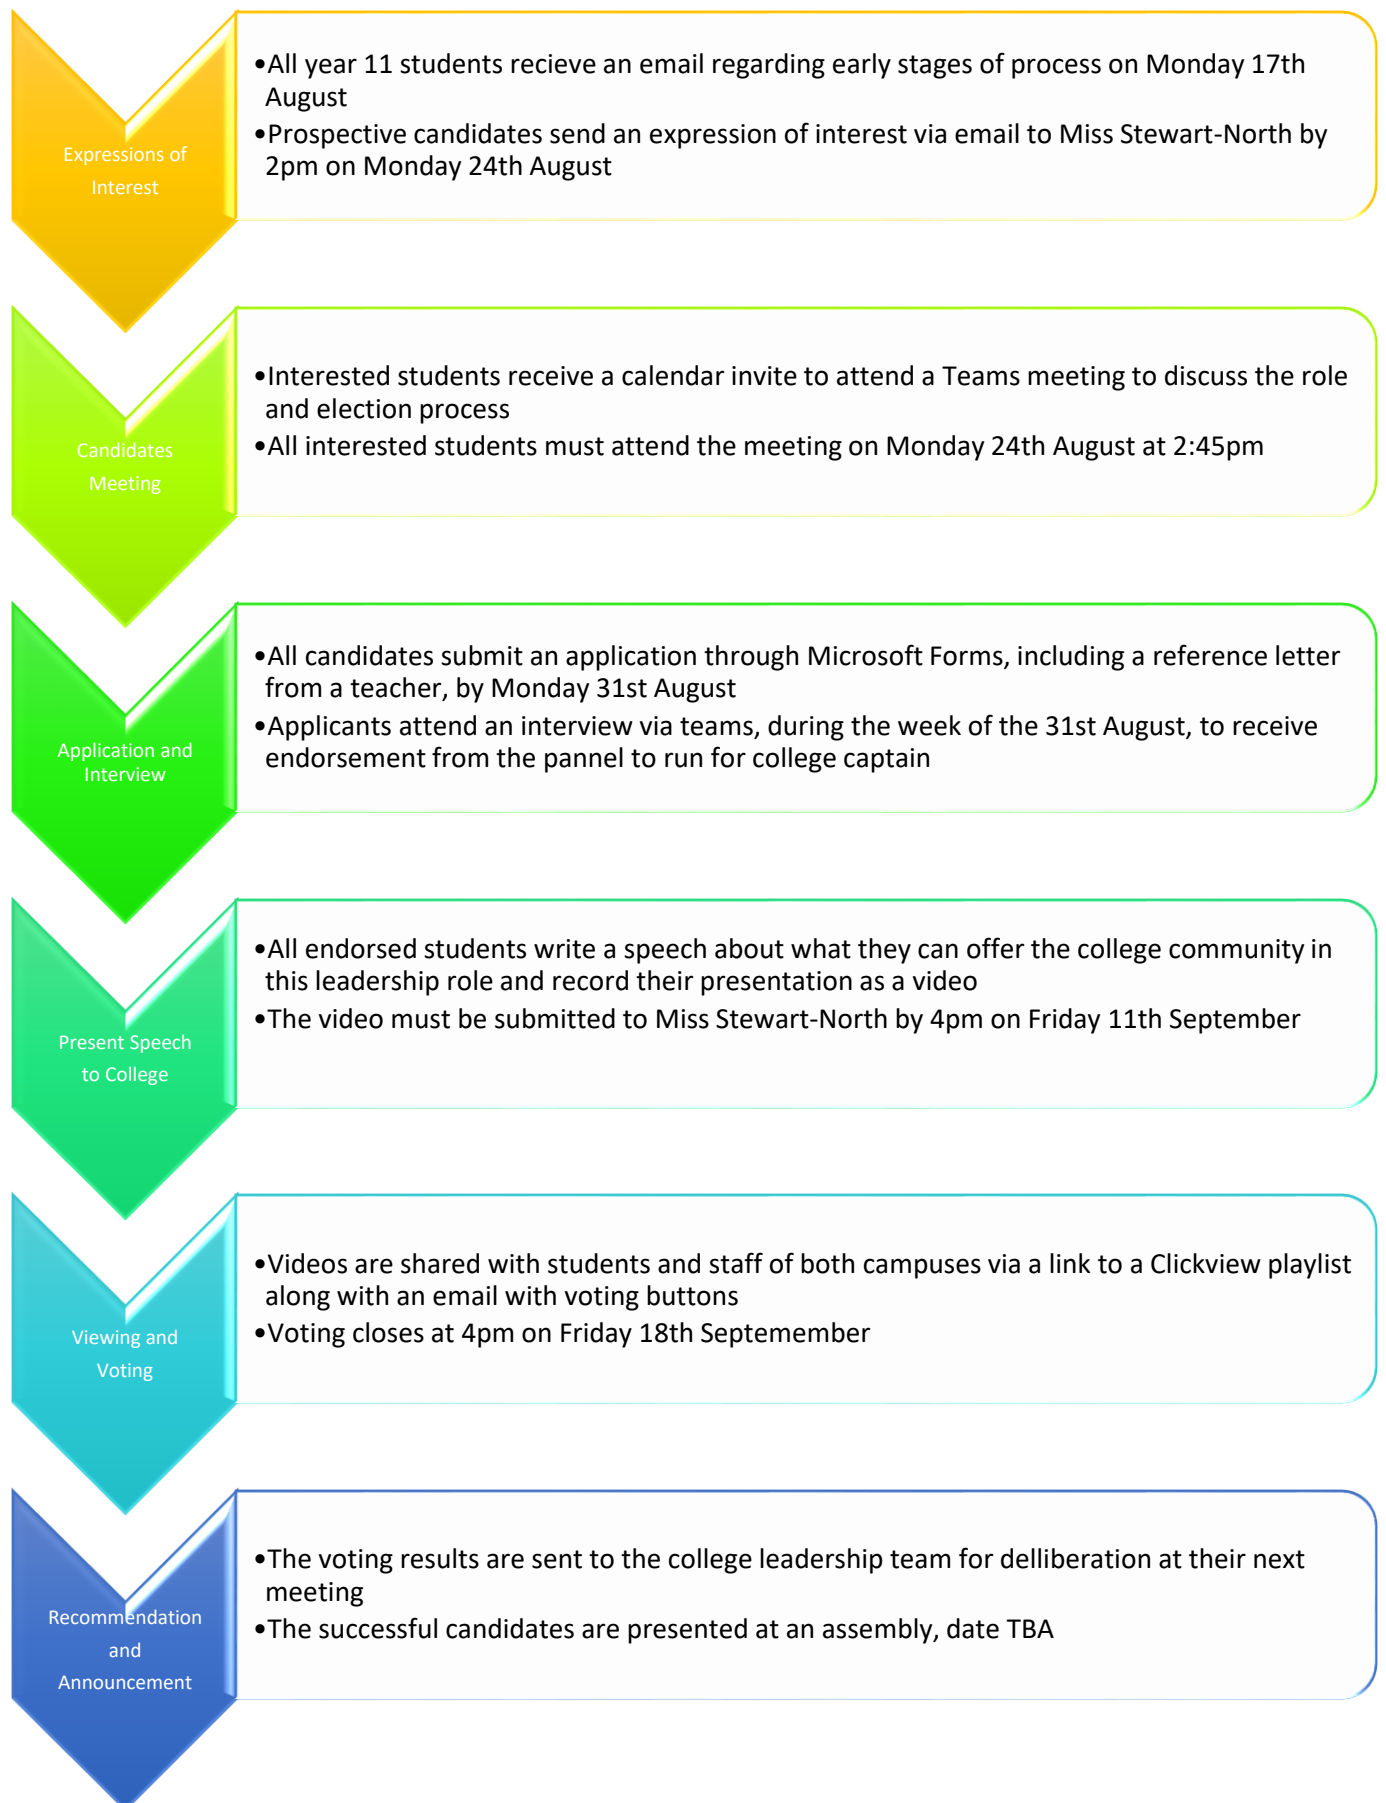 Expressions of
Interest
•All year 11 students recieve an email regarding early stages of process on Monday 17th
August
•Prospective candidates send an expression of interest via email to Miss Stewart-North by
2pm on Monday 24th August
Candidates
Meeting
•Interested students receive a calendar invite to attend a Teams meeting to discuss the role
and election process
•All interested students must attend the meeting on Monday 24th August at 2:45pm
Application and
Interview
•All candidates submit an application through Microsoft Forms, including a reference letter
from a teacher, by Monday 31st August
•Applicants attend an interview via teams, during the week of the 31st August, to receive
endorsement from the pannel to run for college captain
Present Speech
to College
•All endorsed students write a speech about what they can offer the college community in
this leadership role and record their presentation as a video
•The video must be submitted to Miss Stewart-North by 4pm on Friday 11th September
Viewing and
Voting
•Videos are shared with students and staff of both campuses via a link to a Clickview playlist
along with an email with voting buttons
•Voting closes at 4pm on Friday 18th Septemember
Recommendation
and
Announcement
•The voting results are sent to the college leadership team for delliberation at their next
meeting
•The successful candidates are presented at an assembly, date TBA